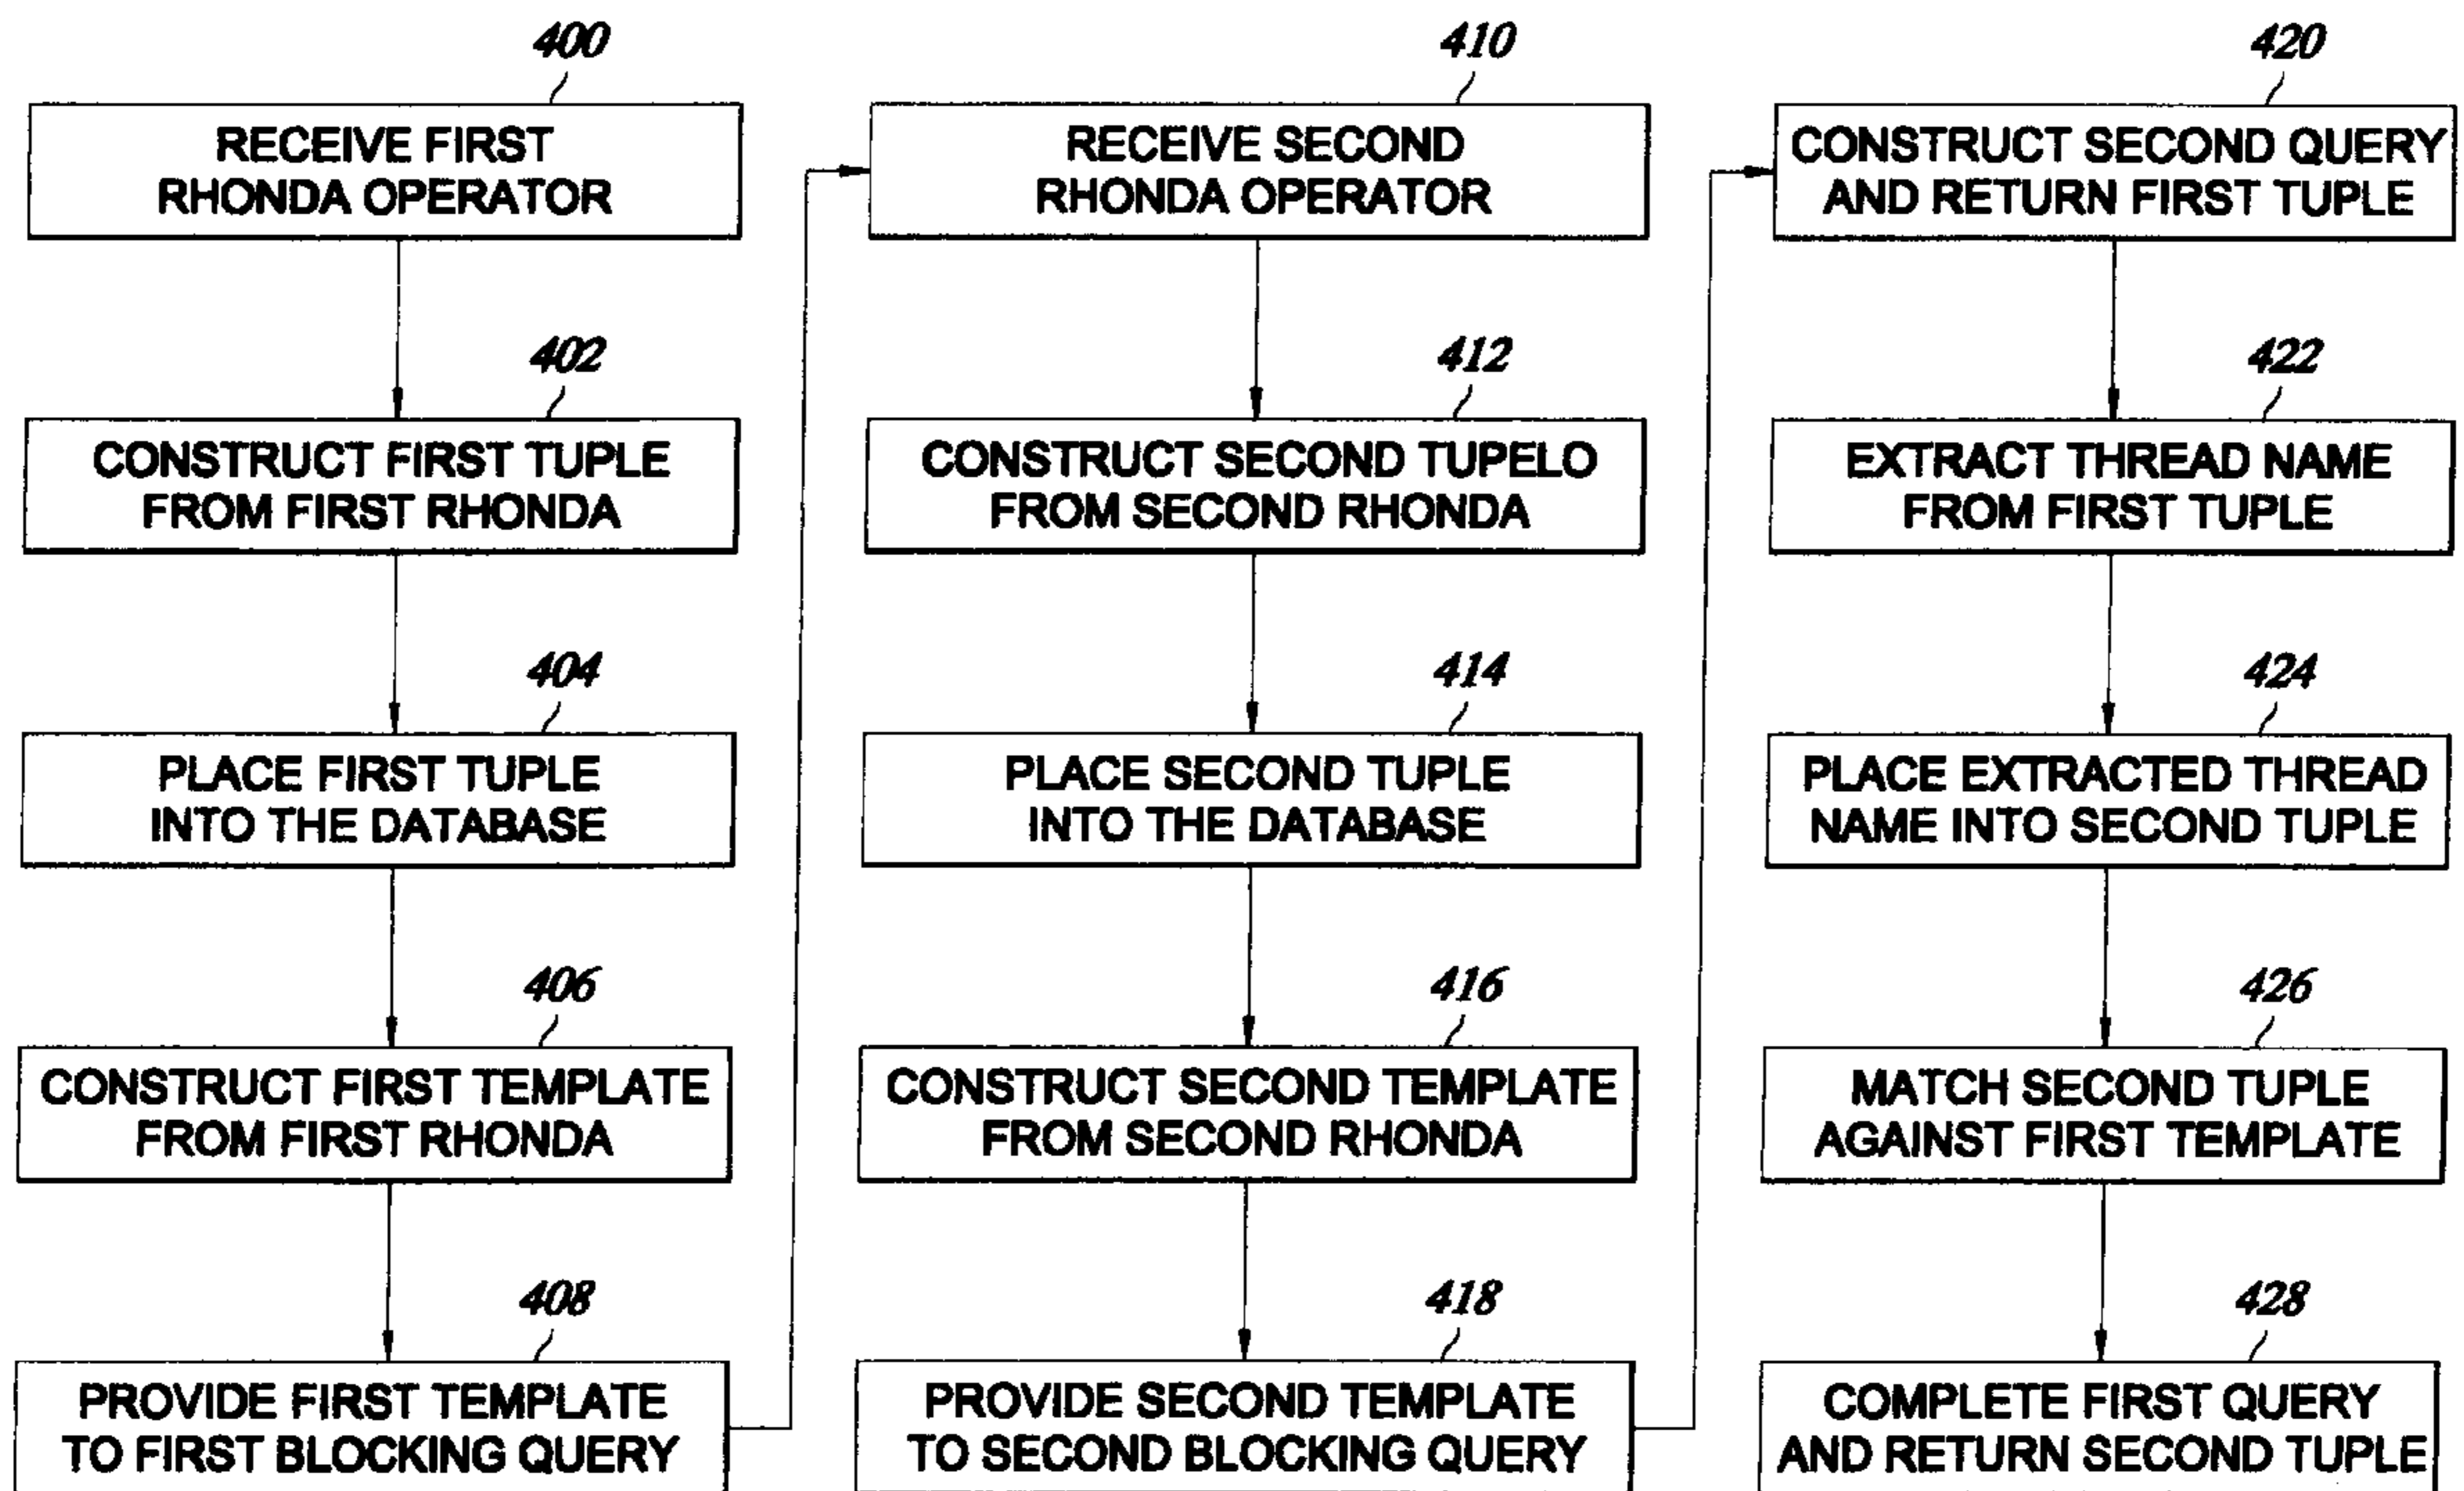 400
RECEIVE FIRST
RHONDA OPERATOR
402
CONSTRUCT FIRST TUPLE
FROM FIRST RHONDA
404
PLACE FIRST TUPLE
INTO THE DATABASE
406
CONSTRUCT FIRST TEMPLATE
FROM FIRST RHONDA
408
PROVIDE FIRST TEMPLATE
TO FIRST BLOCKING QUERY
410
RECEIVE SECOND
RHONDA OPERATOR
412
CONSTRUCT SECOND TUPELO
FROM SECOND RHONDA
414
PLACE SECOND TUPLE
INTO THE DATABASE
416
CONSTRUCT SECOND TEMPLATE
FROM SECOND RHONDA
418
PROVIDE SECOND TEMPLATE
TO SECOND BLOCKING QUERY
420
CONSTRUCT SECOND QUERY
AND RETURN FIRST TUPLE
422
EXTRACT THREAD NAME
FROM FIRST TUPLE
424
PLACE EXTRACTED THREAD
NAME INTO SECOND TUPLE
426
MATCH SECOND TUPLE
AGAINST FIRST TEMPLATE
428
COMPLETE FIRST QUERY
AND RETURN SECOND TUPLE